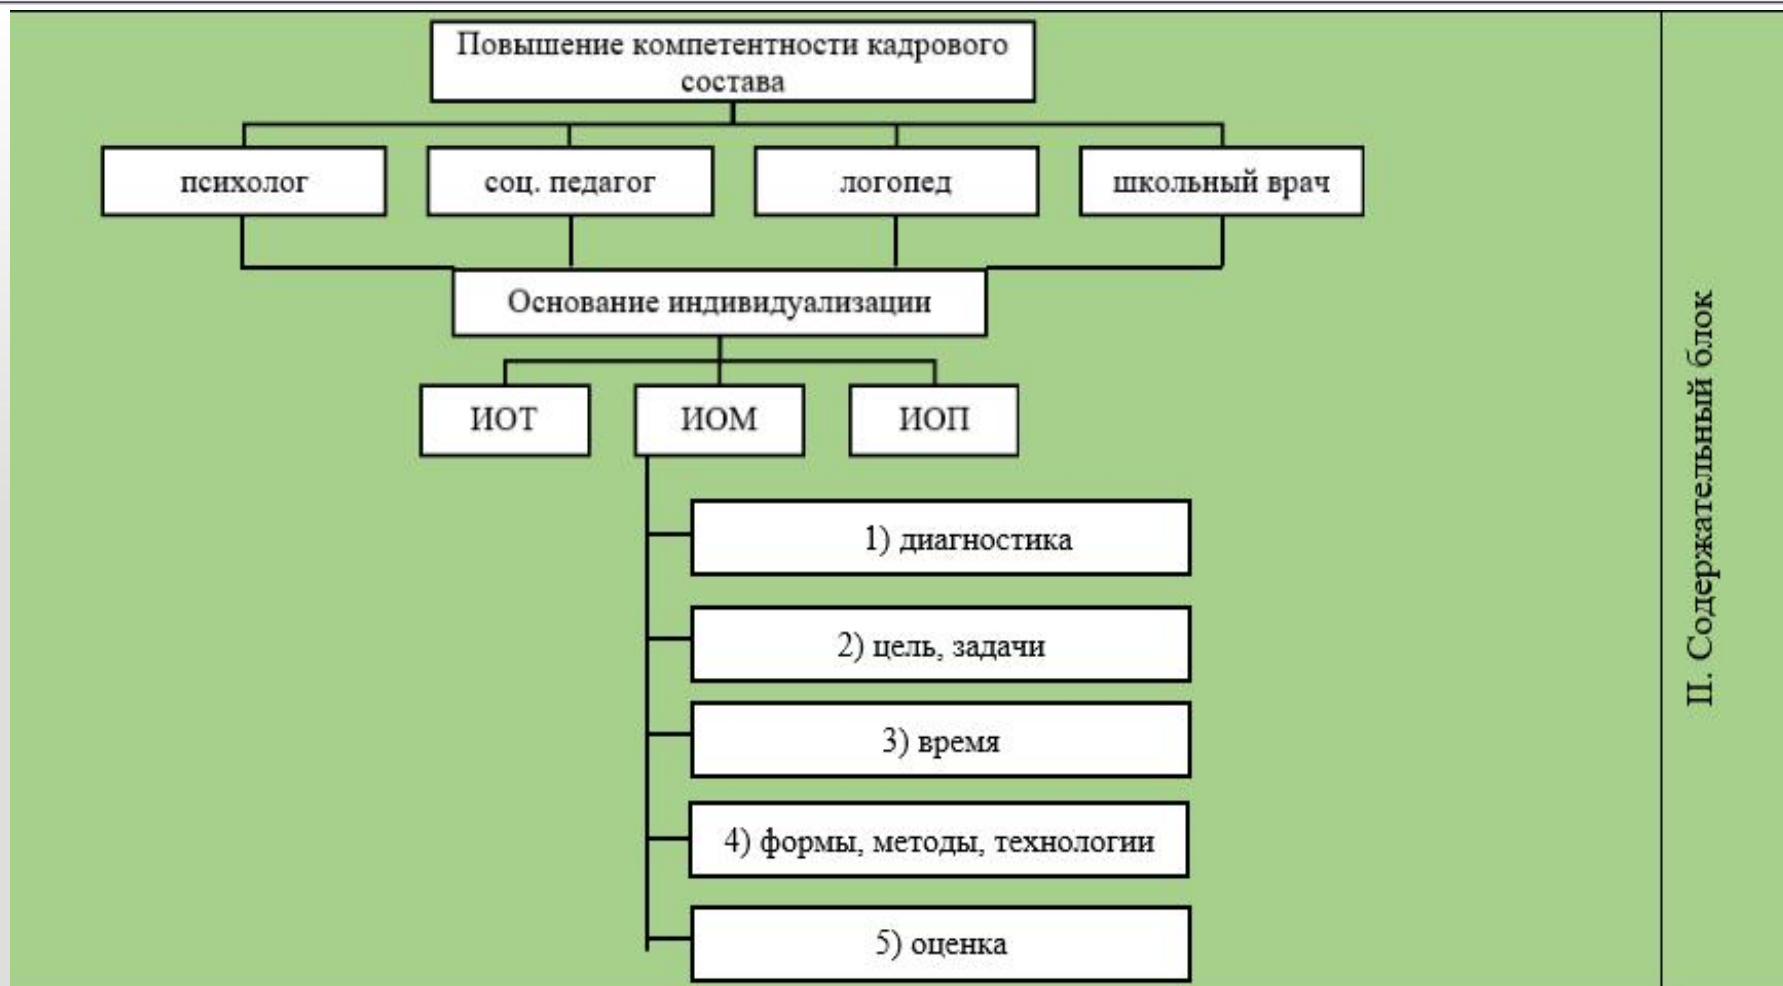 Повышение компетентности кадрового
состава
психолог
соц. педагог
логопед
школьный врач
Основание индивидуализации
ИОТ
ИОМ
ИОП
1) диагностика
2) цель, задачи
3) время
4) формы, методы, технологии
5) оценка
II. Содержательный блок